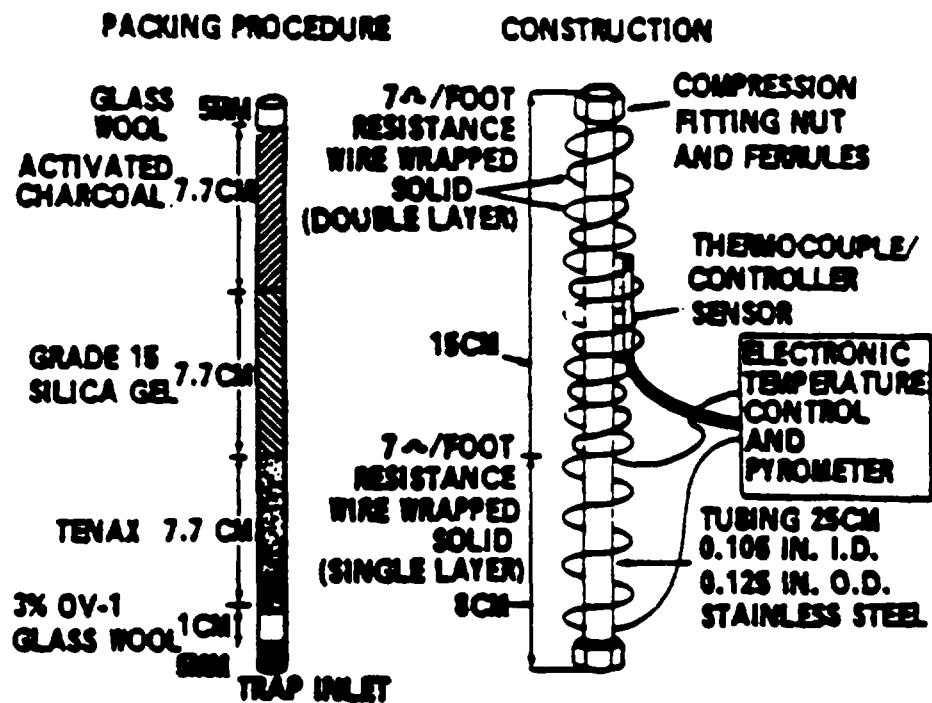 PACKING PROCEDURE
GLASS
WOOL
5MM
ACTIVATED
CHARCOAL 7.7CM
GRADE 15
SILICA GEL 7.7CM
TENAX 7.7 CM
3% OV-1
GLASS WOOL
1CM
5MM
TRAP INLET
CONSTRUCTION
7Ω/FOOT
RESISTANCE
WIRE WRAPPED
SOLID
(DOUBLE LAYER)
15CM
7Ω/FOOT
RESISTANCE
WIRE WRAPPED
SOLID
(SINGLE LAYER)
8CM
COMPRESSION
FITTING NUT
AND FERRULES
THERMOCOUPLE/
CONTROLLER
SENSOR
ELECTRONIC
TEMPERATURE
CONTROL
AND
PYROMETER
TUBING 25CM
0.105 IN. I.D.
0.125 IN. O.D.
STAINLESS STEEL